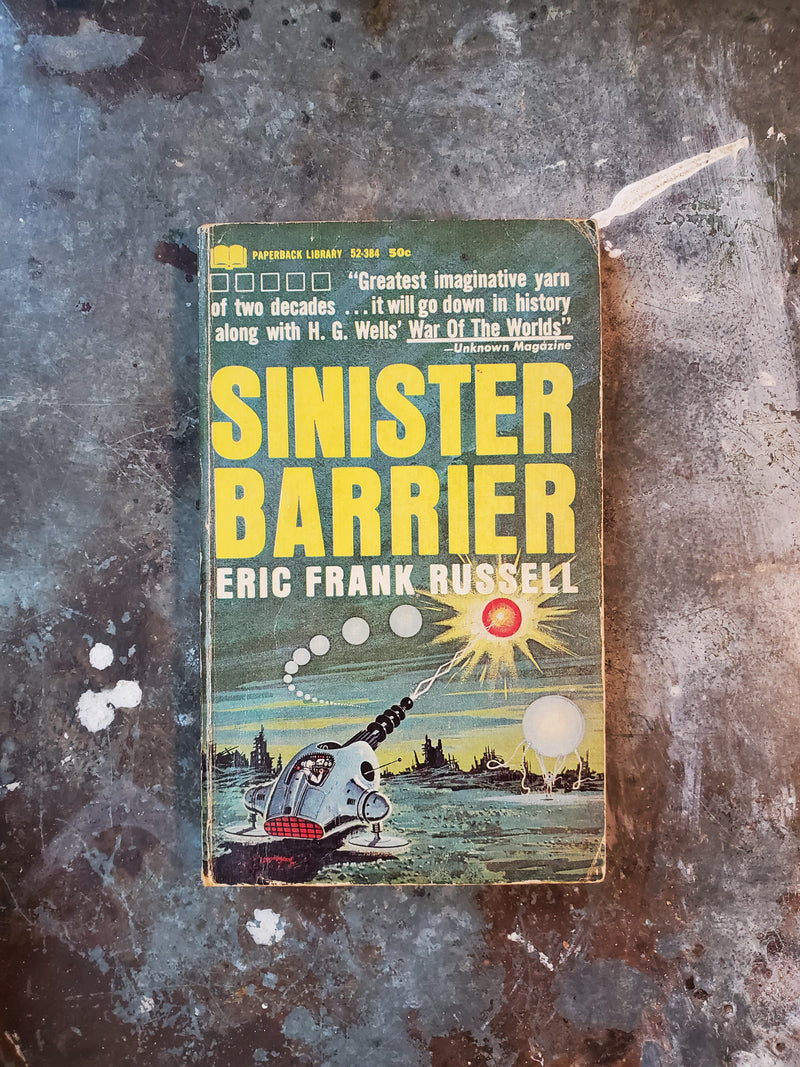 PAPERBACK LIBRARY 52-384 50c
"Greatest imaginative yarn
of two decades ... it will go down in history
along with H. G. Wells' War Of The Worlds"
—Unknown Magazine
SINISTER
BARRIER
ERIC FRANK RUSSELL